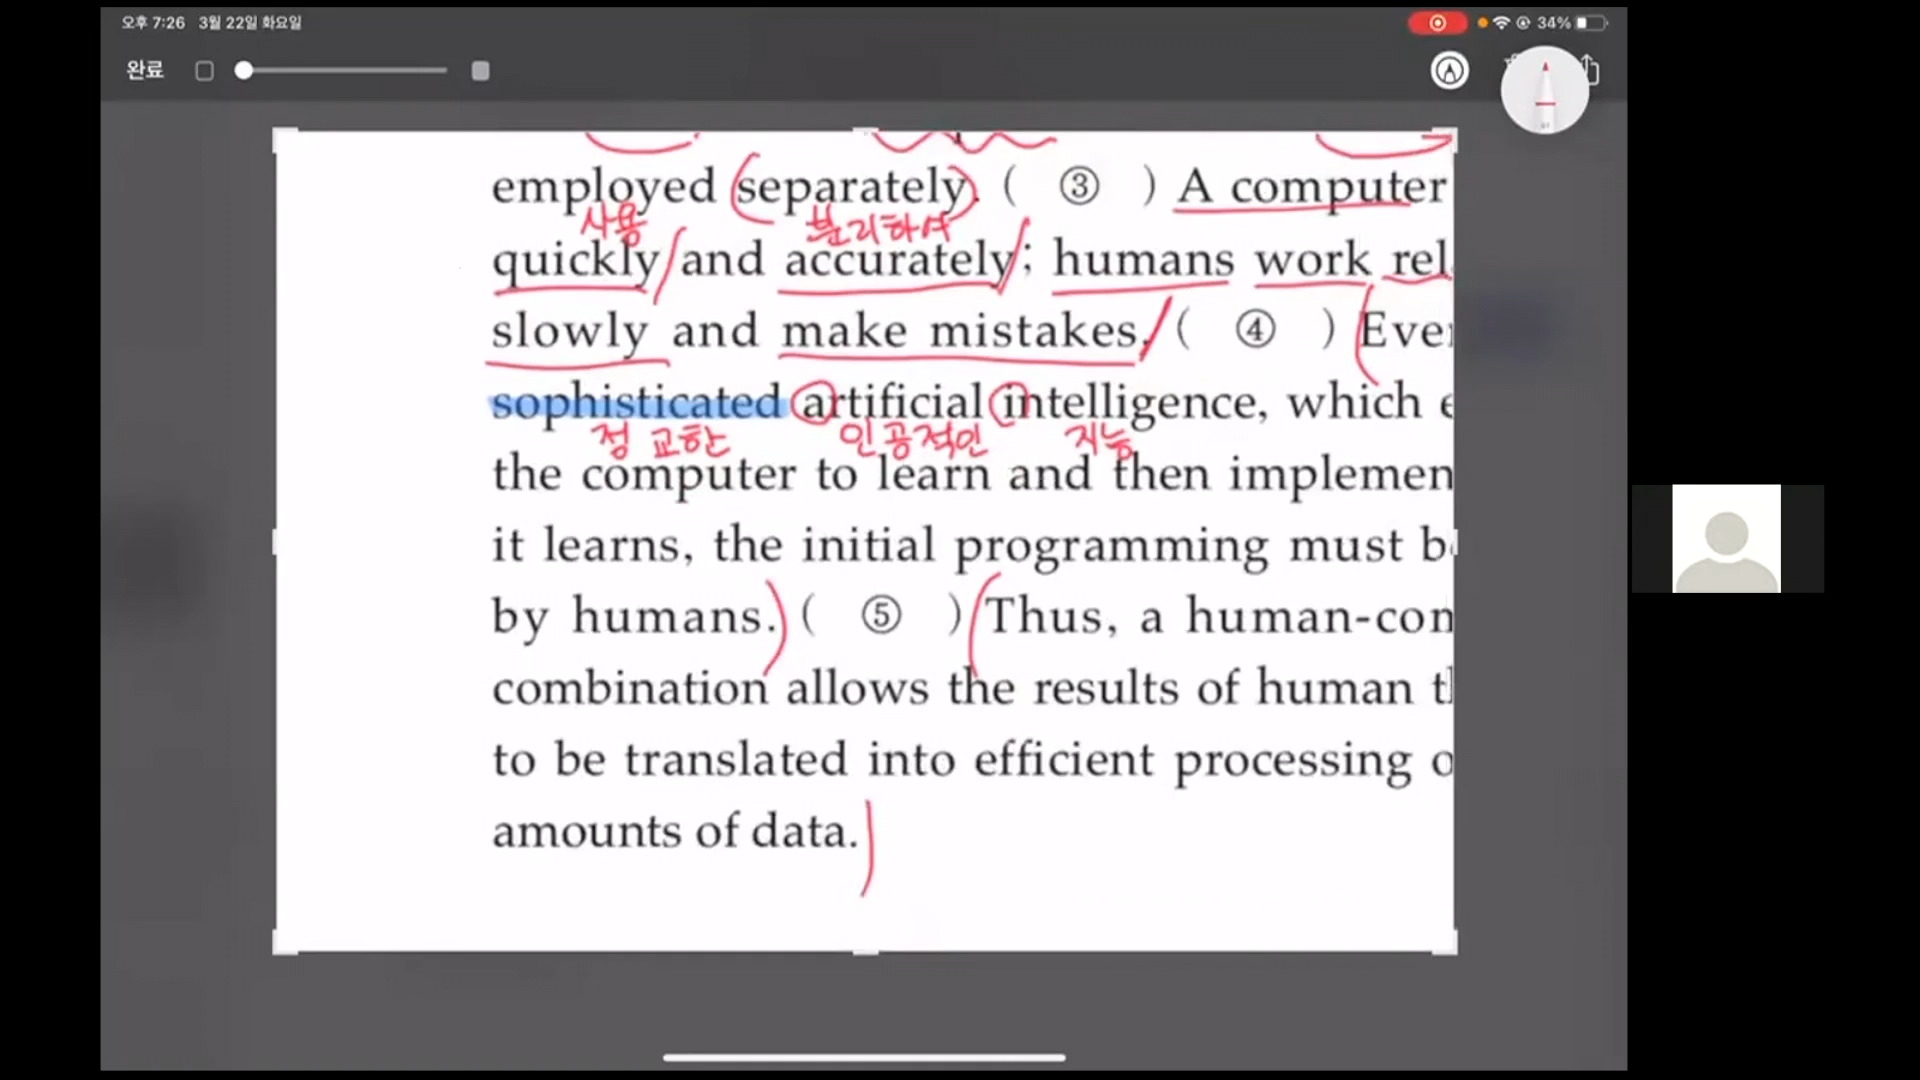 오후 7:26 3월 22일 화요일
34%
완료
employed separately. ( ③ ) A computer
사용 분리하여
quickly and accurately; humans work rel
slowly and make mistakes. ( ④ ) Eve
sophisticated artificial intelligence, which
정교한 인공적인 지능
the computer to learn and then implemen
it learns, the initial programming must b
by humans. ( ⑤ ) Thus, a human-com
combination allows the results of human t
to be translated into efficient processing o
amounts of data.